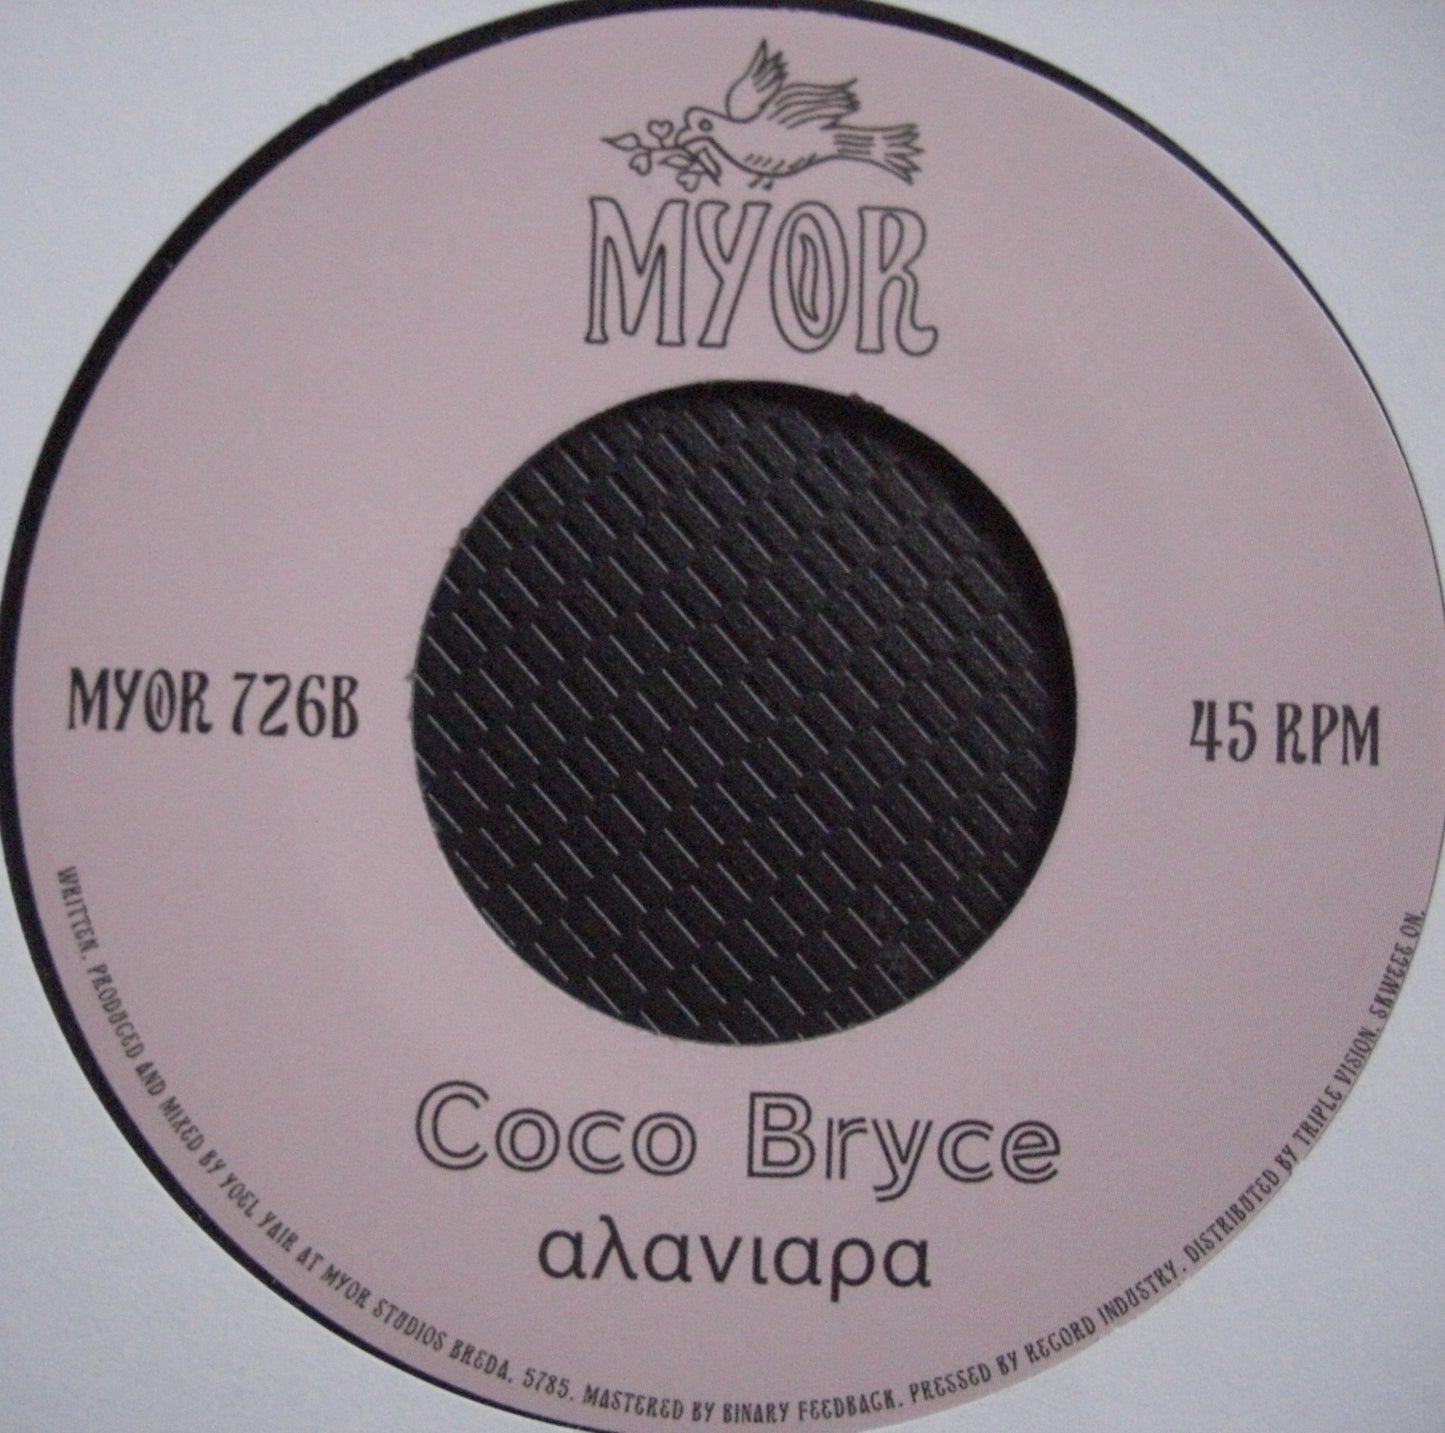 MYOR
MYOR 726B
45 RPM
Coco Bryce
αλανιαρα
WRITTEN, PRODUCED AND MIXED BY YOEL YAIR AT MYOR STUDIOS BREDA, 5785. MASTERED BY BINARY FEEDBACK. PRESSED BY RECORD INDUSTRY. DISTRIBUTED BY TRIPLE VISION. SKWEEE ON.